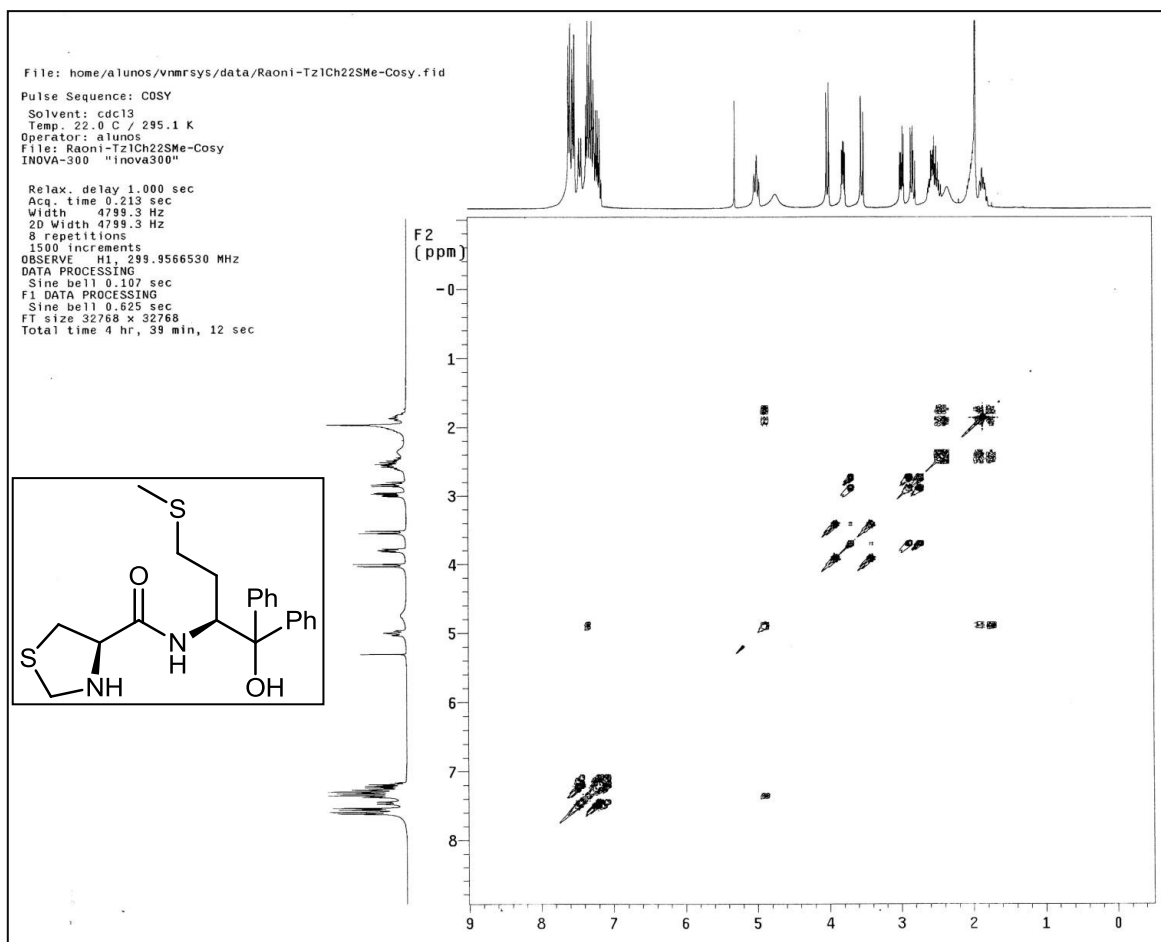 File: home/alunos/vnmrsys/data/Raoni-TzlCh22SMe-Cosy.fid
Pulse Sequence: COSY
Solvent: cdcl3
Temp. 22.0 C / 295.1 K
Operator: alunos
File: Raoni-TzlCh22SMe-Cosy
INOVA-300 "inova300"
Relax. delay 1.000 sec
Acq. time 0.213 sec
Width 4799.3 Hz
2D Width 4799.3 Hz
8 repetitions
1500 increments
OBSERVE H1, 299.9566530 MHz
DATA PROCESSING
Sine bell 0.107 sec
F1 DATA PROCESSING
Sine bell 0.625 sec
FT size 32768 x 32768
Total time 4 hr, 39 min, 12 sec
F2
(ppm)
-0
1
2
3
4
5
6
7
8
S
O
Ph
Ph
S
N
H
NH
OH
9 8 7 6 5 4 3 2 1 0